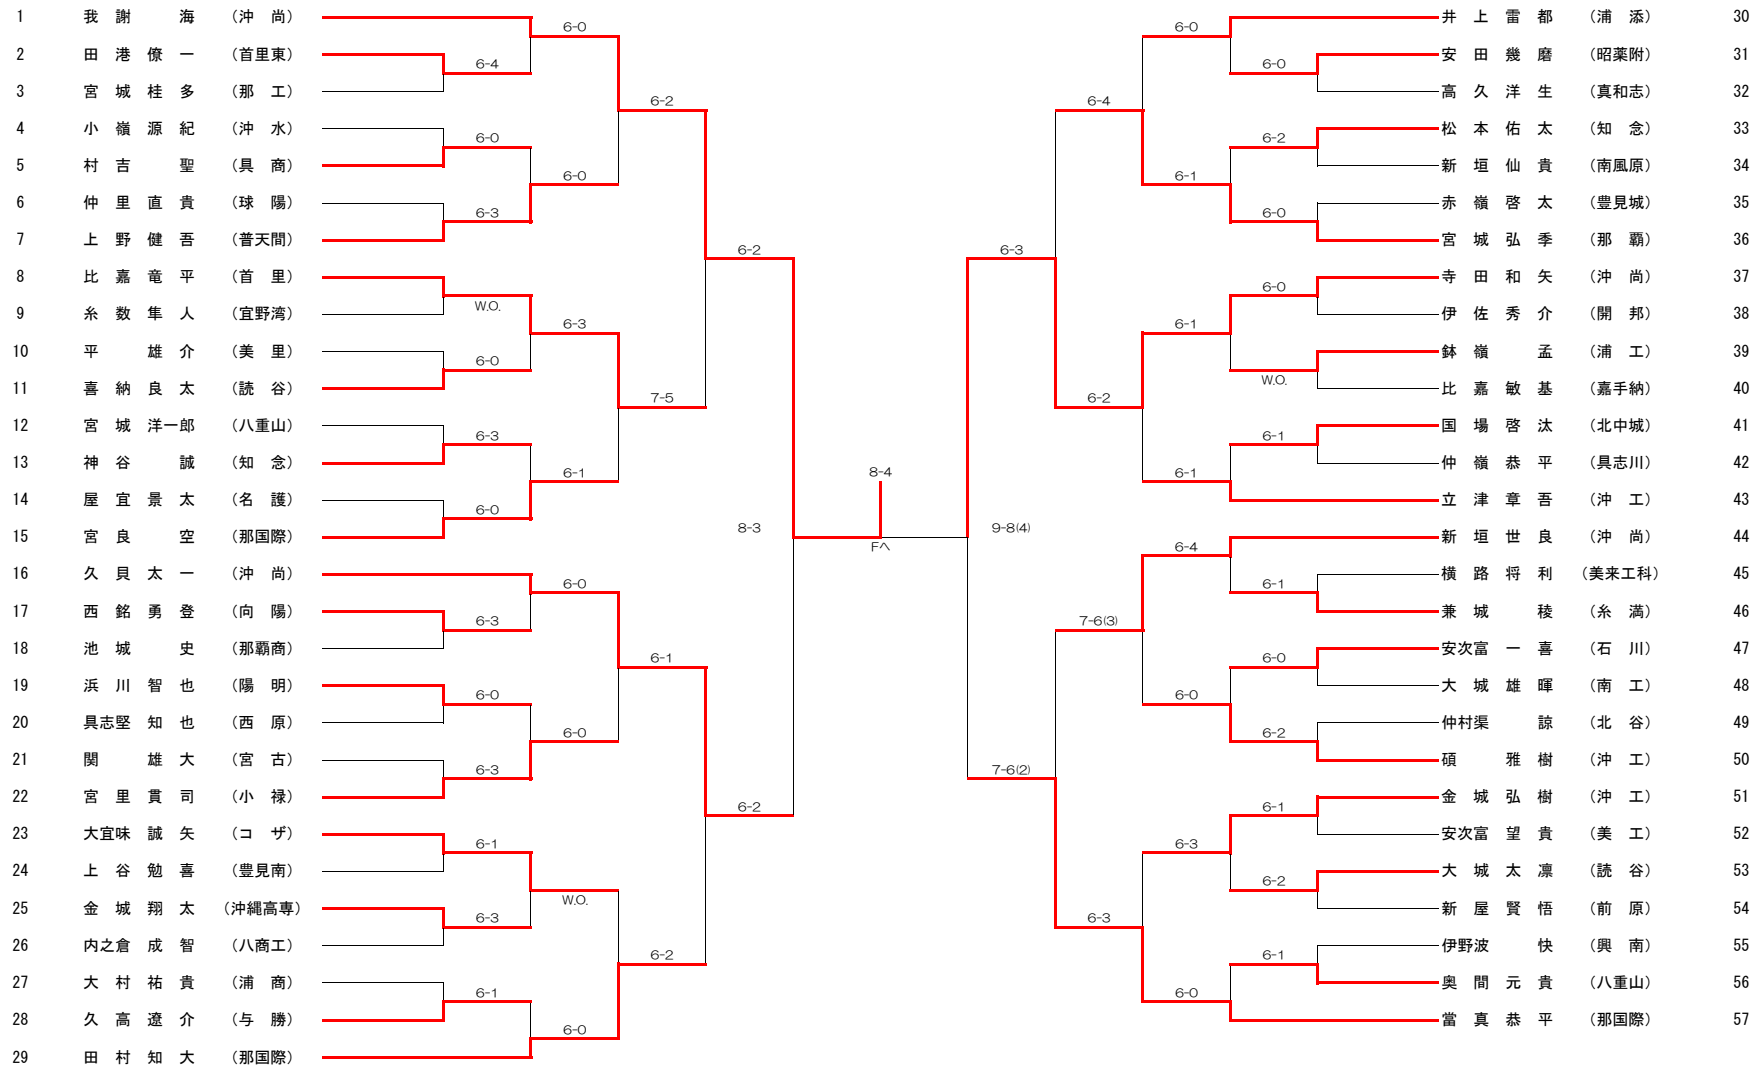 1 我謝 海 (沖 尚)
2 田港僚一 (首里東)
3 宮城桂多 (那 工)
4 小嶺源紀 (沖 水)
5 村吉 聖 (具 商)
6 仲里直貴 (球 陽)
7 上野健吾 (普天間)
8 比嘉竜平 (首 里)
9 糸数隼人 (宜野湾)
10 平 雄介 (美 里)
11 喜納良太 (読 谷)
12 宮城洋一郎 (八重山)
13 神谷 誠 (知 念)
14 屋宜景太 (名 護)
15 宮良 空 (那国際)
16 久貝太一 (沖 尚)
17 西銘勇登 (向 陽)
18 池城 史 (那覇商)
19 浜川智也 (陽 明)
20 具志堅知也 (西 原)
21 関 雄大 (宮 古)
22 宮里貫司 (小 禄)
23 大宜味誠矢 (コ ザ)
24 上谷勉喜 (豊見南)
25 金城翔太 (沖縄高専)
26 内之倉成智 (八商工)
27 大村祐貴 (浦 商)
28 久高遼介 (与 勝)
29 田村知大 (那国際)
6-4
6-0
6-3
W.O.
6-0
6-3
6-0
6-3
6-0
6-3
6-1
6-3
6-1
6-0
6-0
6-3
6-1
6-0
6-0
W.O.
6-0
6-2
7-5
6-1
6-2
6-2
6-2
8-3
8-4
Fへ
9-8(4)
6-3
7-6(2)
6-4
6-2
7-6(3)
6-3
6-0
6-1
6-1
6-1
6-4
6-0
6-3
6-0
6-0
6-2
6-0
6-0
W.O.
6-1
6-1
6-0
6-2
6-1
6-2
6-1
井上雷都 (浦 添) 30
安田幾磨 (昭薬附) 31
高久洋生 (真和志) 32
松本佑太 (知 念) 33
新垣仙貴 (南風原) 34
赤嶺啓太 (豊見城) 35
宮城弘季 (那 覇) 36
寺田和矢 (沖 尚) 37
伊佐秀介 (開 邦) 38
鉢嶺 孟 (浦 工) 39
比嘉敏基 (嘉手納) 40
国場啓汰 (北中城) 41
仲嶺恭平 (具志川) 42
立津章吾 (沖 工) 43
新垣世良 (沖 尚) 44
横路将利 (美来工科) 45
兼城 稜 (糸 満) 46
安次富一喜 (石 川) 47
大城雄暉 (南 工) 48
仲村渠 諒 (北 谷) 49
碩 雅樹 (沖 工) 50
金城弘樹 (沖 工) 51
安次富望貴 (美 工) 52
大城太凛 (読 谷) 53
新屋賢悟 (前 原) 54
伊野波 快 (興 南) 55
奥間元貴 (八重山) 56
當真恭平 (那国際) 57